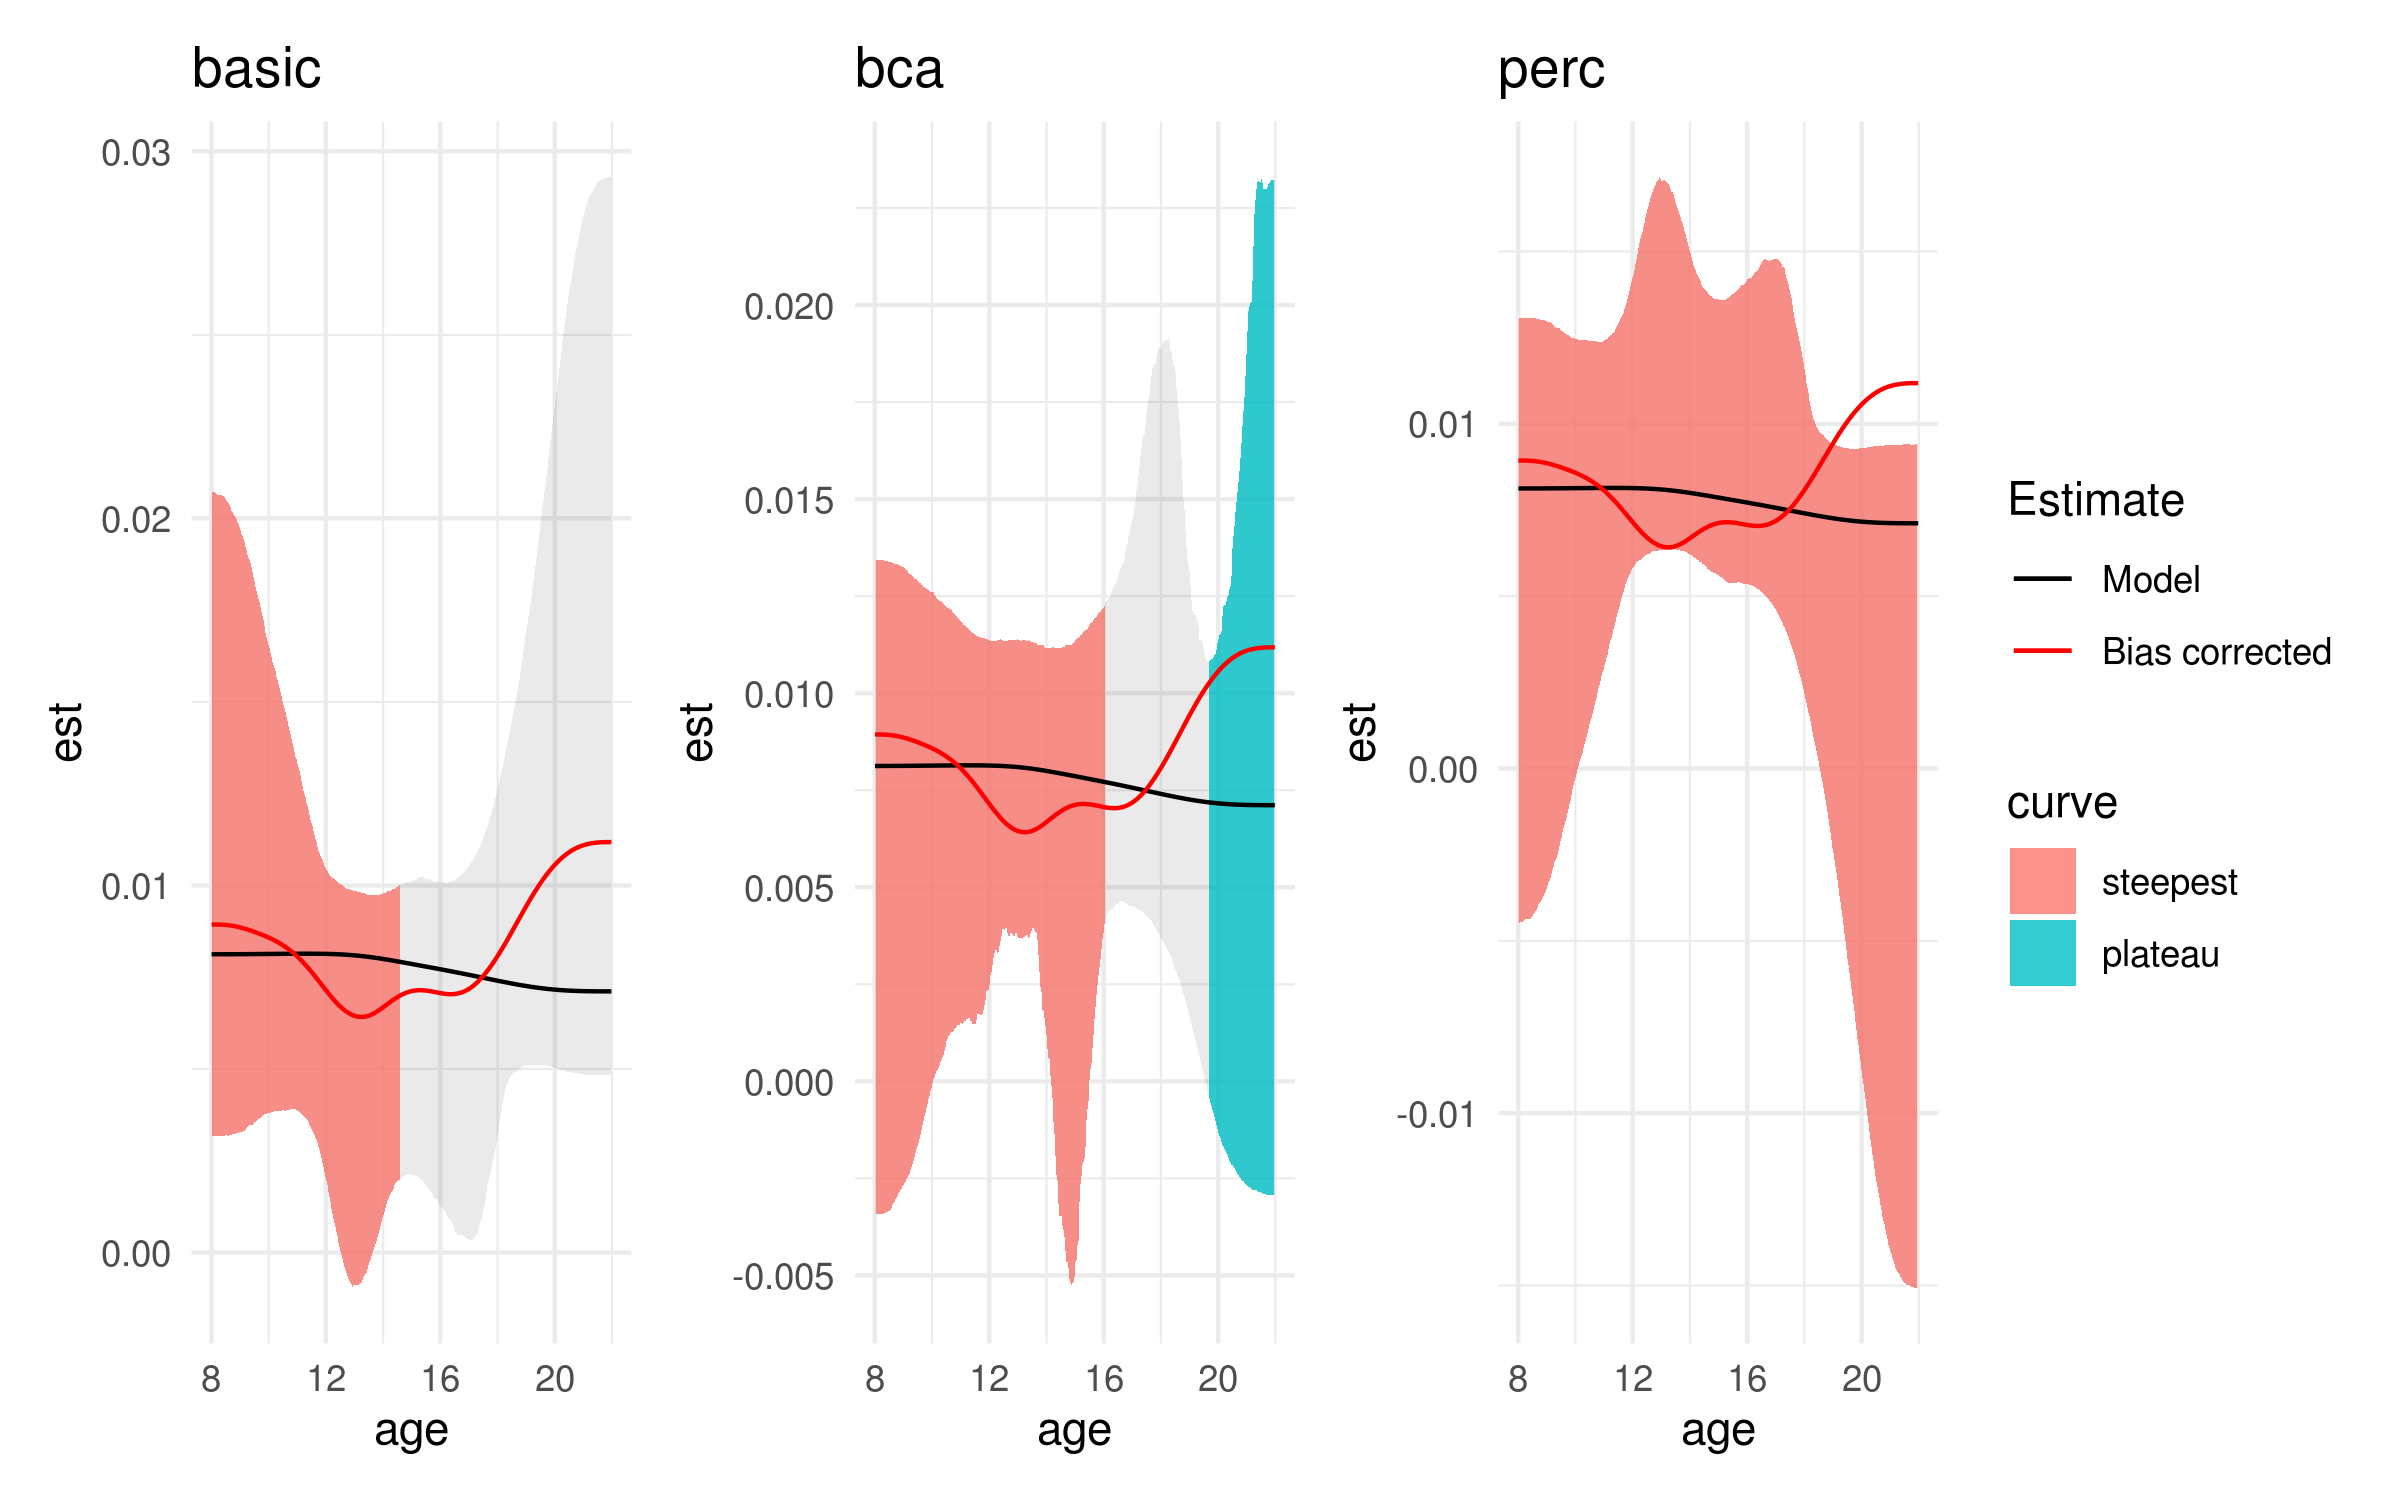 basic
0.03
0.02
0.01
0.00
est
8 12 16 20
age
bca
0.020
0.015
0.010
0.005
0.000
-0.005
est
8 12 16 20
age
perc
0.01
0.00
-0.01
est
8 12 16 20
age
Estimate
Model
Bias corrected
curve
steepest
plateau